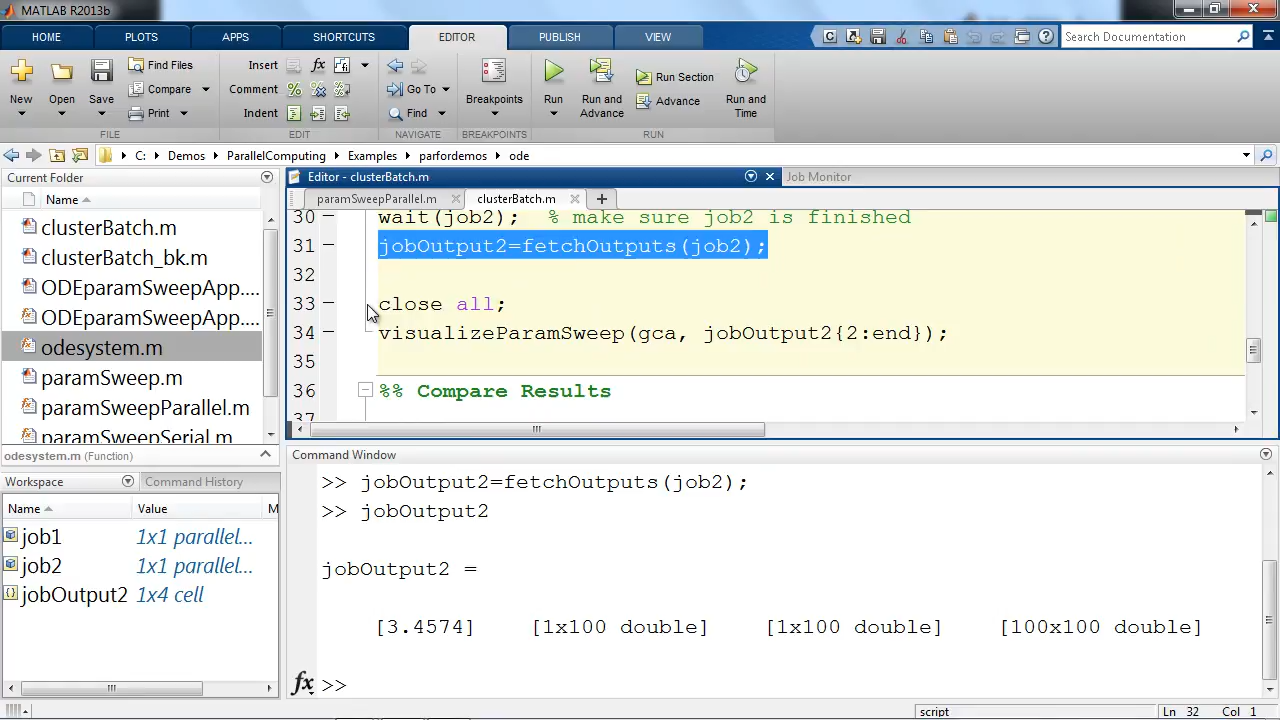 MATLAB R2013b
HOME PLOTS APPS SHORTCUTS EDITOR PUBLISH VIEW Search Documentation
New Open Save Find Files Compare Print Insert fx Comment Indent Go To Find Breakpoints Run Run and Advance Run Section Advance Run and Time
FILE EDIT NAVIGATE BREAKPOINTS RUN
C: Demos ParallelComputing Examples parfordemos ode
Current Folder
Name
clusterBatch.m
clusterBatch_bk.m
ODEparamSweepApp....
ODEparamSweepApp....
odesystem.m
paramSweep.m
paramSweepParallel.m
paramSweepSerial.m
odesystem.m (Function)
Workspace Command History
Name Value M
job1 1x1 parallel...
job2 1x1 parallel...
jobOutput2 1x4 cell
Editor - clusterBatch.m Job Monitor
paramSweepParallel.m clusterBatch.m
30 wait(job2); % make sure job2 is finished
31 jobOutput2=fetchOutputs(job2);
32
33 close all;
34 visualizeParamSweep(gca, jobOutput2{2:end});
35
36 %% Compare Results
37
Command Window
>> jobOutput2=fetchOutputs(job2);
>> jobOutput2
jobOutput2 =
[3.4574] [1x100 double] [1x100 double] [100x100 double]
fx >>
script Ln 32 Col 1